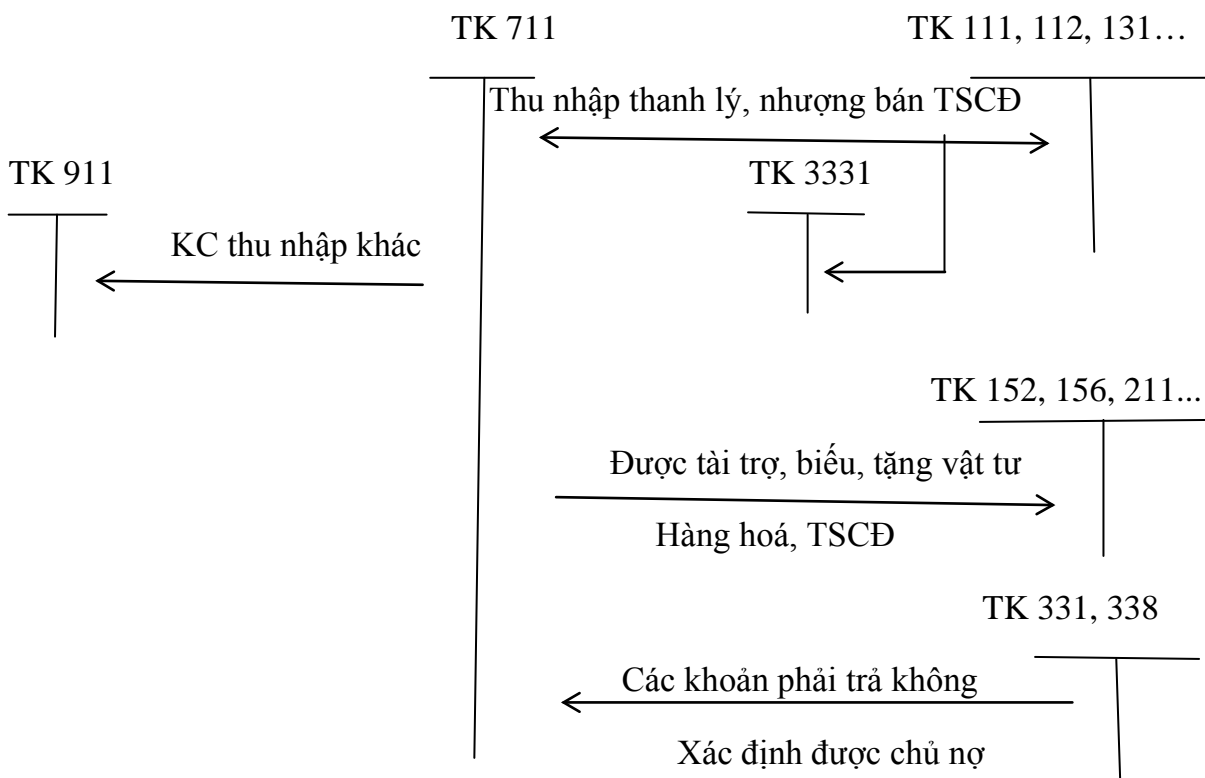 TK 711
TK 111, 112, 131…
Thu nhập thanh lý, nhượng bán TSCĐ
TK 911
TK 3331
KC thu nhập khác
TK 152, 156, 211...
Được tài trợ, biếu, tặng vật tư
Hàng hoá, TSCĐ
TK 331, 338
Các khoản phải trả không
Xác định được chủ nợ